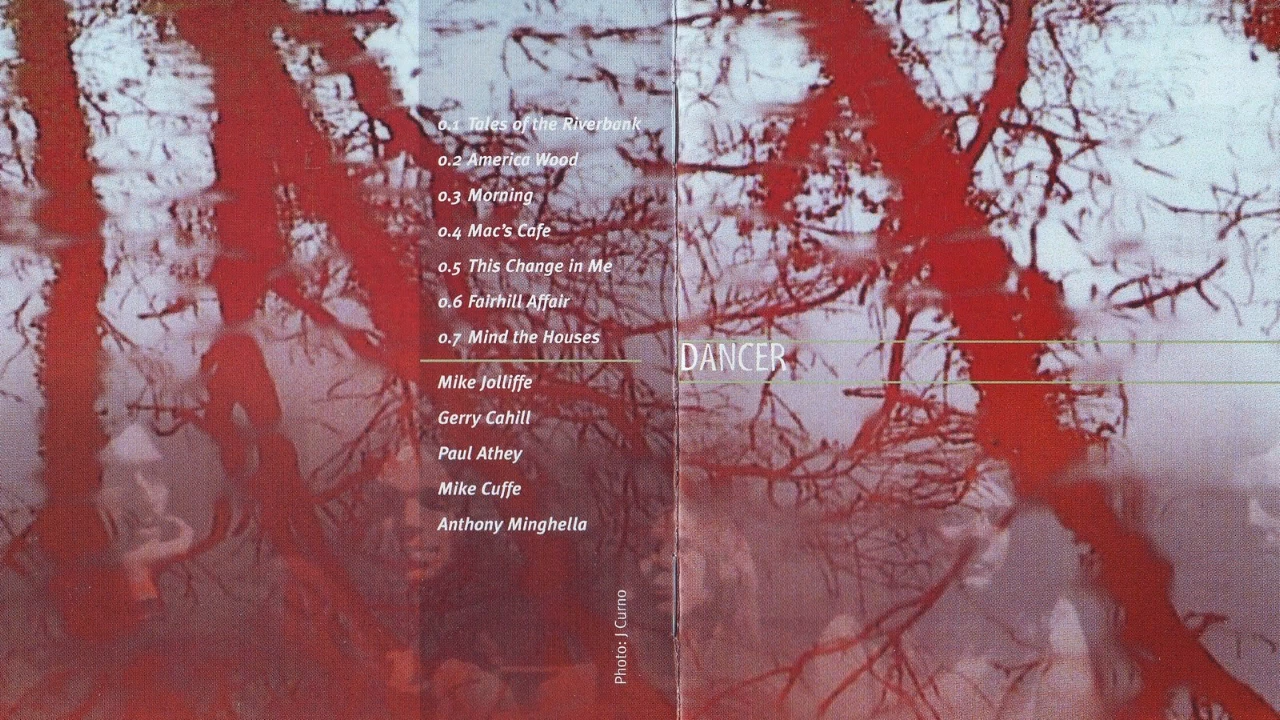 0.1 Tales of the Riverbank
0.2 America Wood
0.3 Morning
0.4 Mac's Cafe
0.5 This Change in Me
0.6 Fairhill Affair
0.7 Mind the Houses
Mike Jolliffe
Gerry Cahill
Paul Athey
Mike Cuffe
Anthony Minghella
Photo: J Curno
DANCER